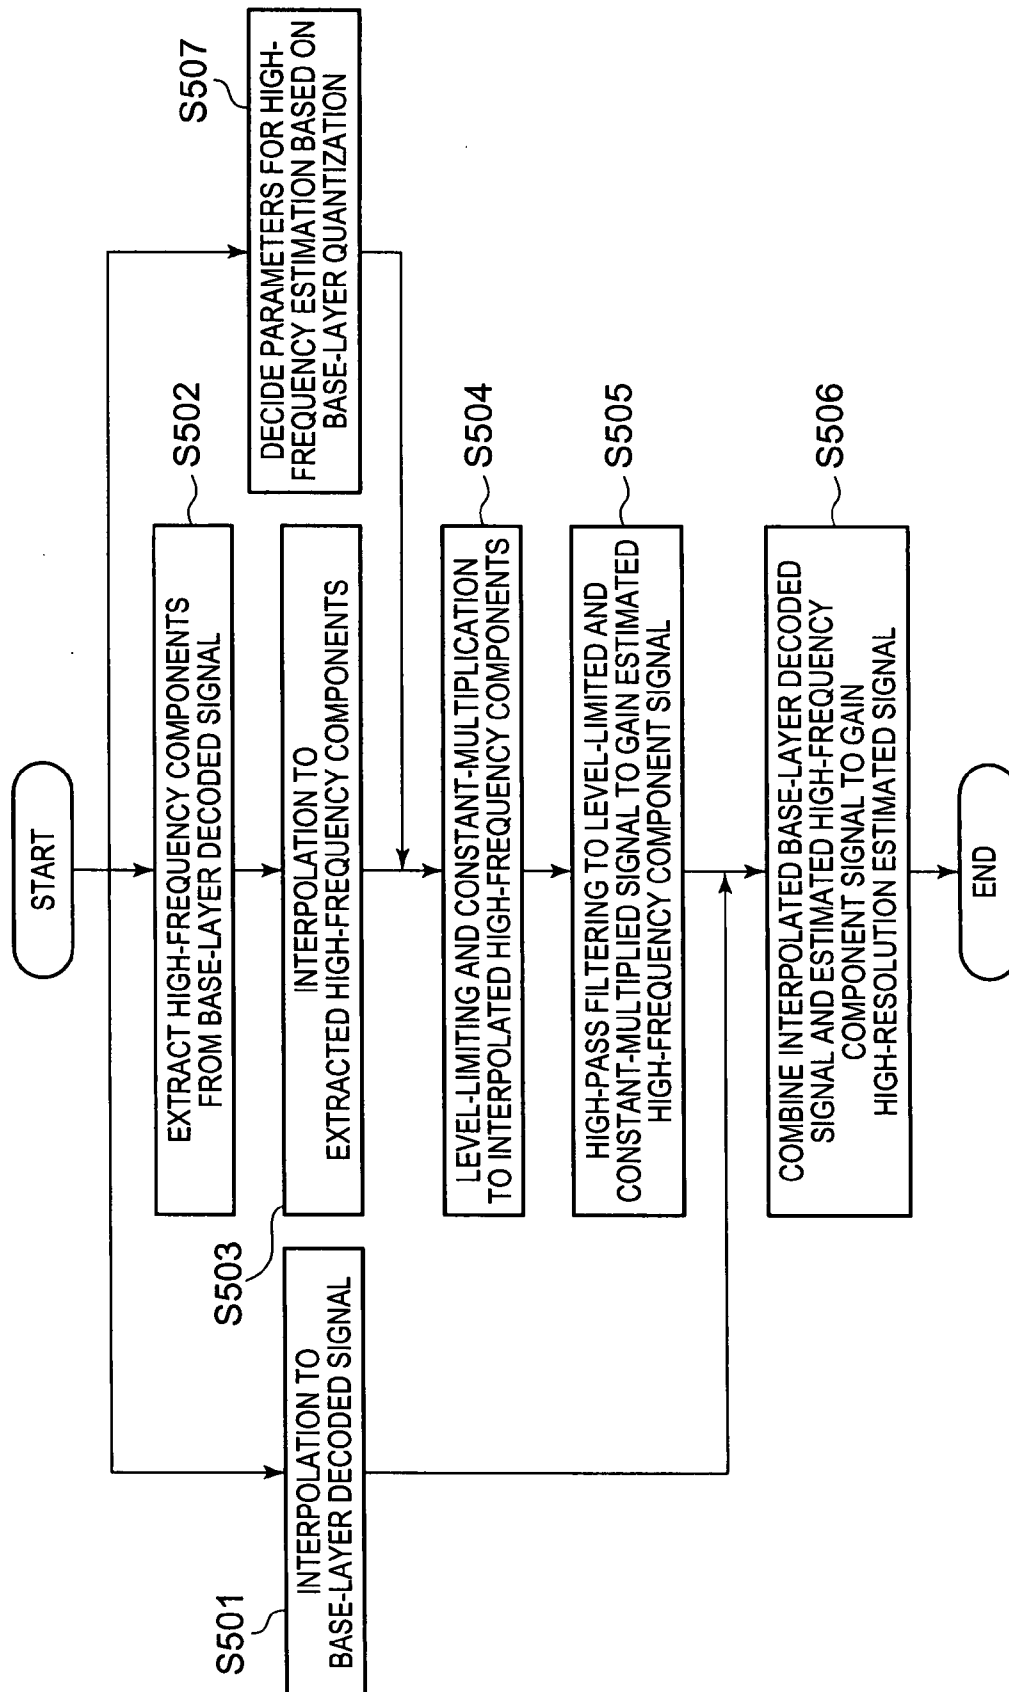 START
S501
INTERPOLATION TO
BASE-LAYER DECODED SIGNAL
S502
EXTRACT HIGH-FREQUENCY COMPONENTS
FROM BASE-LAYER DECODED SIGNAL
S503
INTERPOLATION TO
EXTRACTED HIGH-FREQUENCY COMPONENTS
S507
DECIDE PARAMETERS FOR HIGH-
FREQUENCY ESTIMATION BASED ON
BASE-LAYER QUANTIZATION
S504
LEVEL-LIMITING AND CONSTANT-MULTIPLICATION
TO INTERPOLATED HIGH-FREQUENCY COMPONENTS
S505
HIGH-PASS FILTERING TO LEVEL-LIMITED AND
CONSTANT-MULTIPLIED SIGNAL TO GAIN ESTIMATED
HIGH-FREQUENCY COMPONENT SIGNAL
S506
COMBINE INTERPOLATED BASE-LAYER DECODED
SIGNAL AND ESTIMATED HIGH-FREQUENCY
COMPONENT SIGNAL TO GAIN
HIGH-RESOLUTION ESTIMATED SIGNAL
END